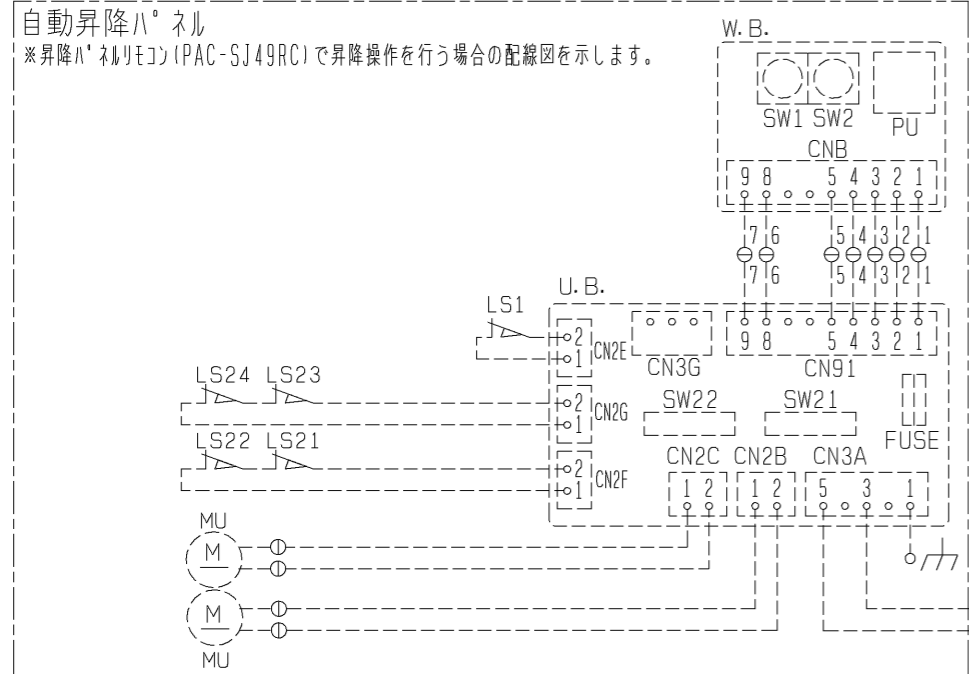 自動昇降パネル
※昇降パネルリモコン(PAC-SJ49RC)で昇降操作を行う場合の配線図を示します。
W.B.
SW1 SW2 PU
CNB
9 8 5 4 3 2 1
7 6 5 4 3 2 1
7 6 5 4 3 2 1
U.B.
9 8 5 4 3 2 1
CN3G CN91
LS1
2
1
CN2E
LS24 LS23
2
1
CN2G
SW22 SW21
FUSE
LS22 LS21
2
1
CN2F
CN2C CN2B CN3A
1 2 1 2 5 3 1
MU
M
M
MU